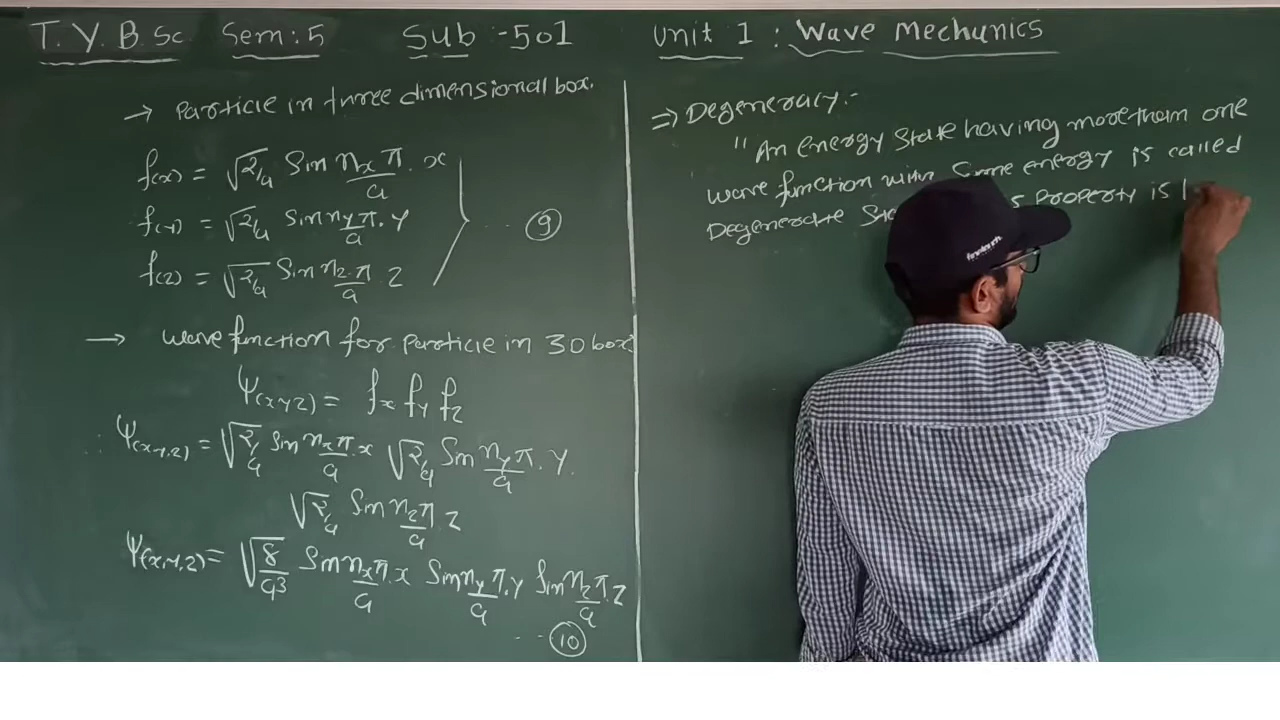 T. Y. B. Sc Sem: 5 Sub :-501 Unit 1 : Wave Mechanics
→ Particle in three dimensional box.
f(x) = √2/a Sin nxπ/a . x
f(y) = √2/a Sin nyπ/a . y
f(z) = √2/a Sin nz.π/a z
... 9
→ wave function for particle in 3D box:
Ψ(xyz) = fx fy fz
∴ Ψ(x,y,z) = √2/a Sin nxπ/a . x √2/a Sin nyπ/a . y.
√2/a Sin nzπ/a z
Ψ(x,y,z) = √8/a³ Sin nxπ/a . x Sin nyπ/a . y Sin nzπ/a . z
... 10
⇒ Degeneracy:-
"An energy State having more than one
wave function with Same energy is called
Degenerate Property is